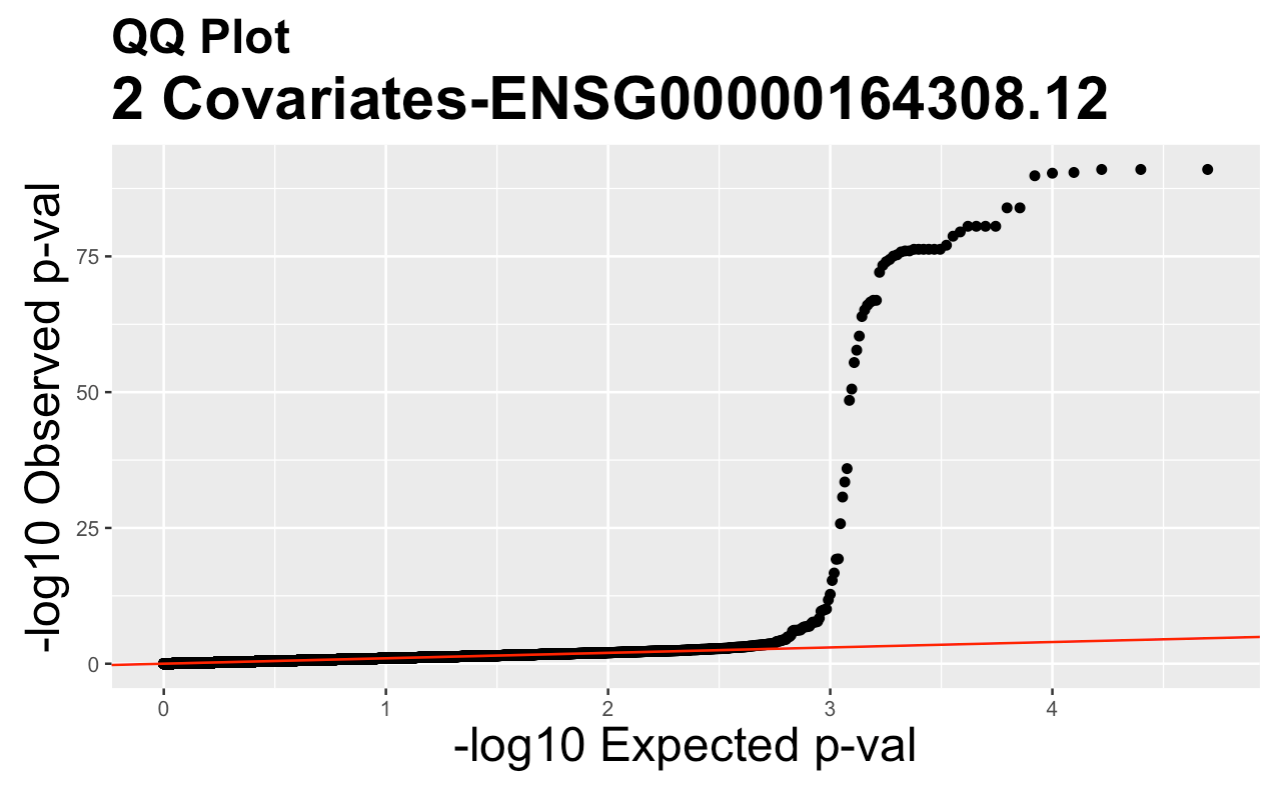 QQ Plot
2 Covariates-ENSG00000164308.12
-log10 Observed p-val
75
50
25
0
0 1 2 3 4
-log10 Expected p-val